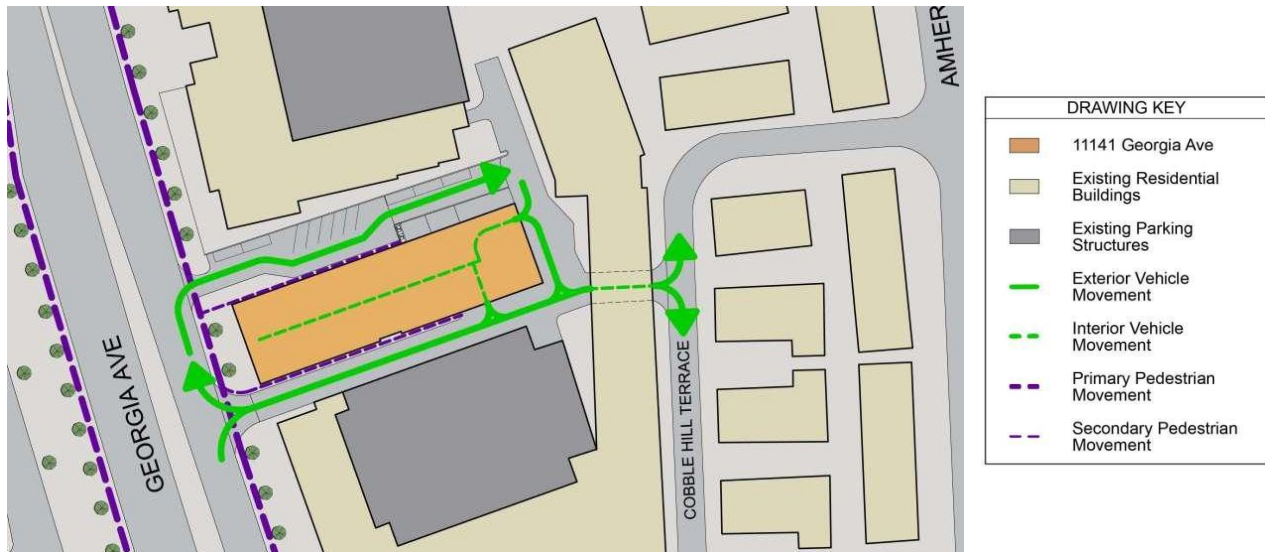 AMHER
GEORGIA AVE
COBBLE HILL TERRACE
DRAWING KEY
11141 Georgia Ave
Existing Residential
Buildings
Existing Parking
Structures
Exterior Vehicle
Movement
Interior Vehicle
Movement
Primary Pedestrian
Movement
Secondary Pedestrian
Movement